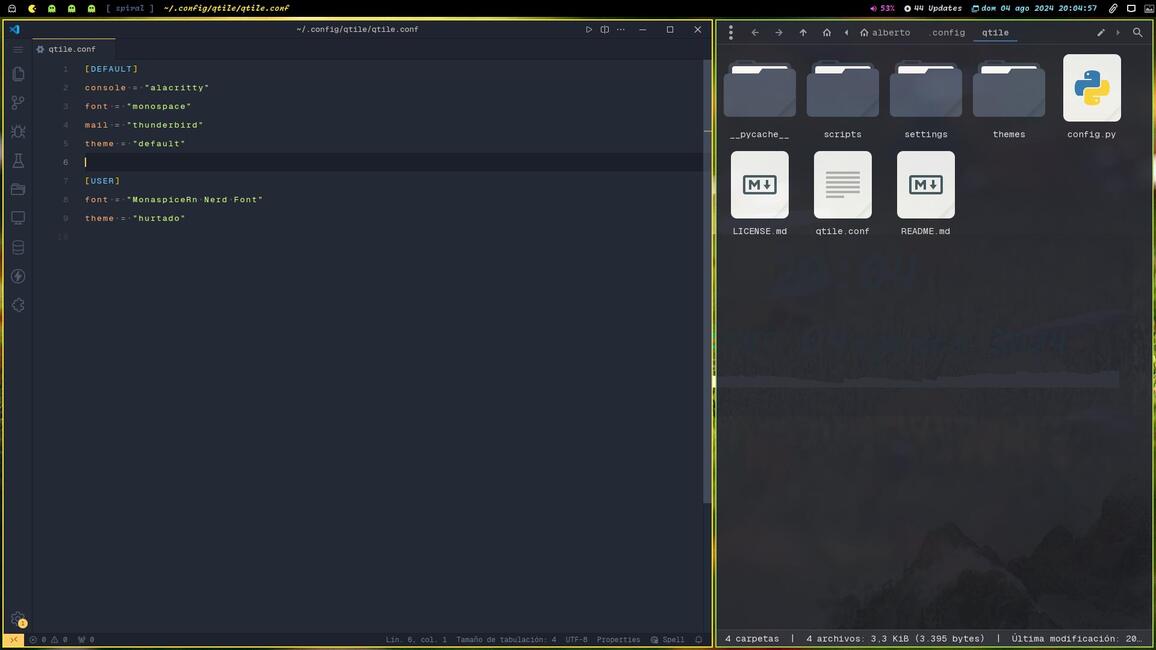 [ spiral ] ~/.config/qtile/qtile.conf 53% 44 Updates dom 04 ago 2024 20:04:57
~/.config/qtile/qtile.conf
qtile.conf
1 [DEFAULT]
2 console = "alacritty"
3 font = "monospace"
4 mail = "thunderbird"
5 theme = "default"
6
7 [USER]
8 font = "MonaspiceRn Nerd Font"
9 theme = "hurtado"
10
1
0 0 0 Lín. 6, col. 1 Tamaño de tabulación: 4 UTF-8 Properties Spell
alberto .config qtile
__pycache__ scripts settings themes config.py
LICENSE.md qtile.conf README.md
4 carpetas | 4 archivos: 3,3 KiB (3.395 bytes) | Última modificación: 20…